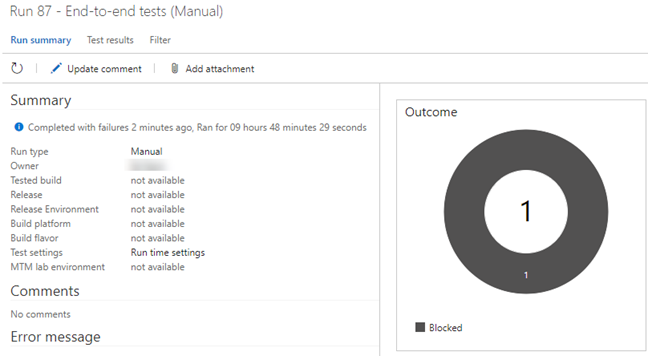 Run 87 - End-to-end tests (Manual)
Run summary Test results Filter
Update comment Add attachment
Summary
Completed with failures 2 minutes ago, Ran for 09 hours 48 minutes 29 seconds
Run type Manual
Owner
Tested build not available
Release not available
Release Environment not available
Build platform not available
Build flavor not available
Test settings Run time settings
MTM lab environment not available
Comments
No comments
Error message
Outcome
1
1
Blocked